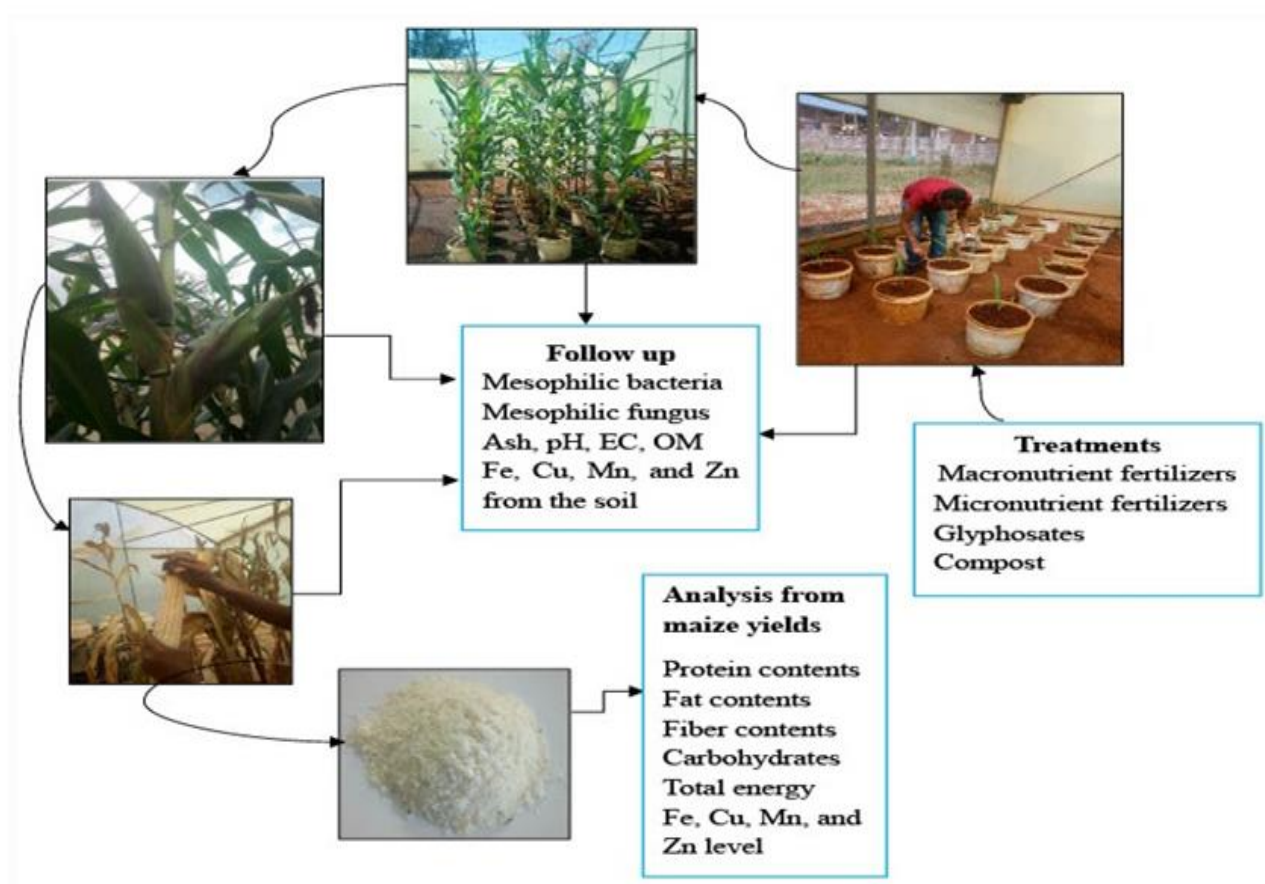 Follow up
Mesophilic bacteria
Mesophilic fungus
Ash, pH, EC, OM
Fe, Cu, Mn, and Zn
from the soil
Treatments
Macronutrient fertilizers
Micronutrient fertilizers
Glyphosates
Compost
Analysis from
maize yields
Protein contents
Fat contents
Fiber contents
Carbohydrates
Total energy
Fe, Cu, Mn, and
Zn level